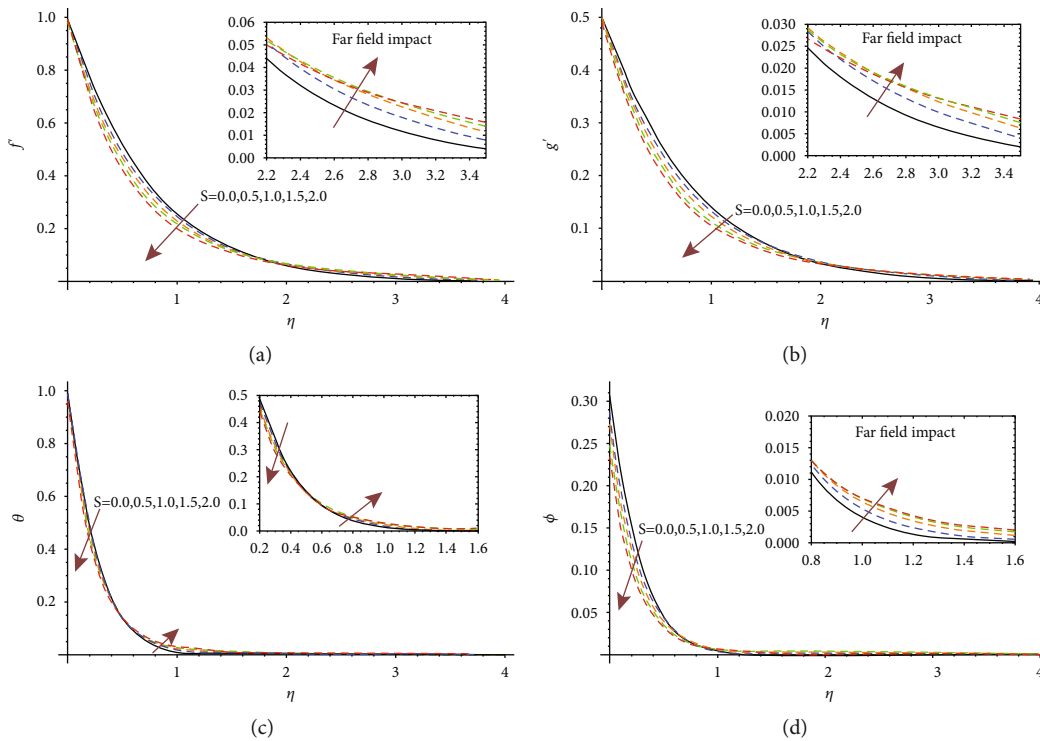 1.0
0.8
0.6
0.4
0.2
f′
1
2
3
4
η
S=0.0,0.5,1.0,1.5,2.0
0.06
0.05
0.04
0.03
0.02
0.01
0.00
2.2 2.4 2.6 2.8 3.0 3.2 3.4
Far field impact
(a)
0.5
0.4
0.3
0.2
0.1
g′
1
2
3
4
η
S=0.0,0.5,1.0,1.5,2.0
0.030
0.025
0.020
0.015
0.010
0.005
0.000
2.2 2.4 2.6 2.8 3.0 3.2 3.4
Far field impact
(b)
1.0
0.8
0.6
0.4
0.2
θ
1
2
3
4
η
S=0.0,0.5,1.0,1.5,2.0
0.5
0.4
0.3
0.2
0.1
0.0
0.2 0.4 0.6 0.8 1.0 1.2 1.4 1.6
(c)
0.30
0.25
0.20
0.15
0.10
0.05
ϕ
1
2
3
4
η
S=0.0,0.5,1.0,1.5,2.0
0.020
0.015
0.010
0.005
0.000
0.8 1.0 1.2 1.4 1.6
Far field impact
(d)